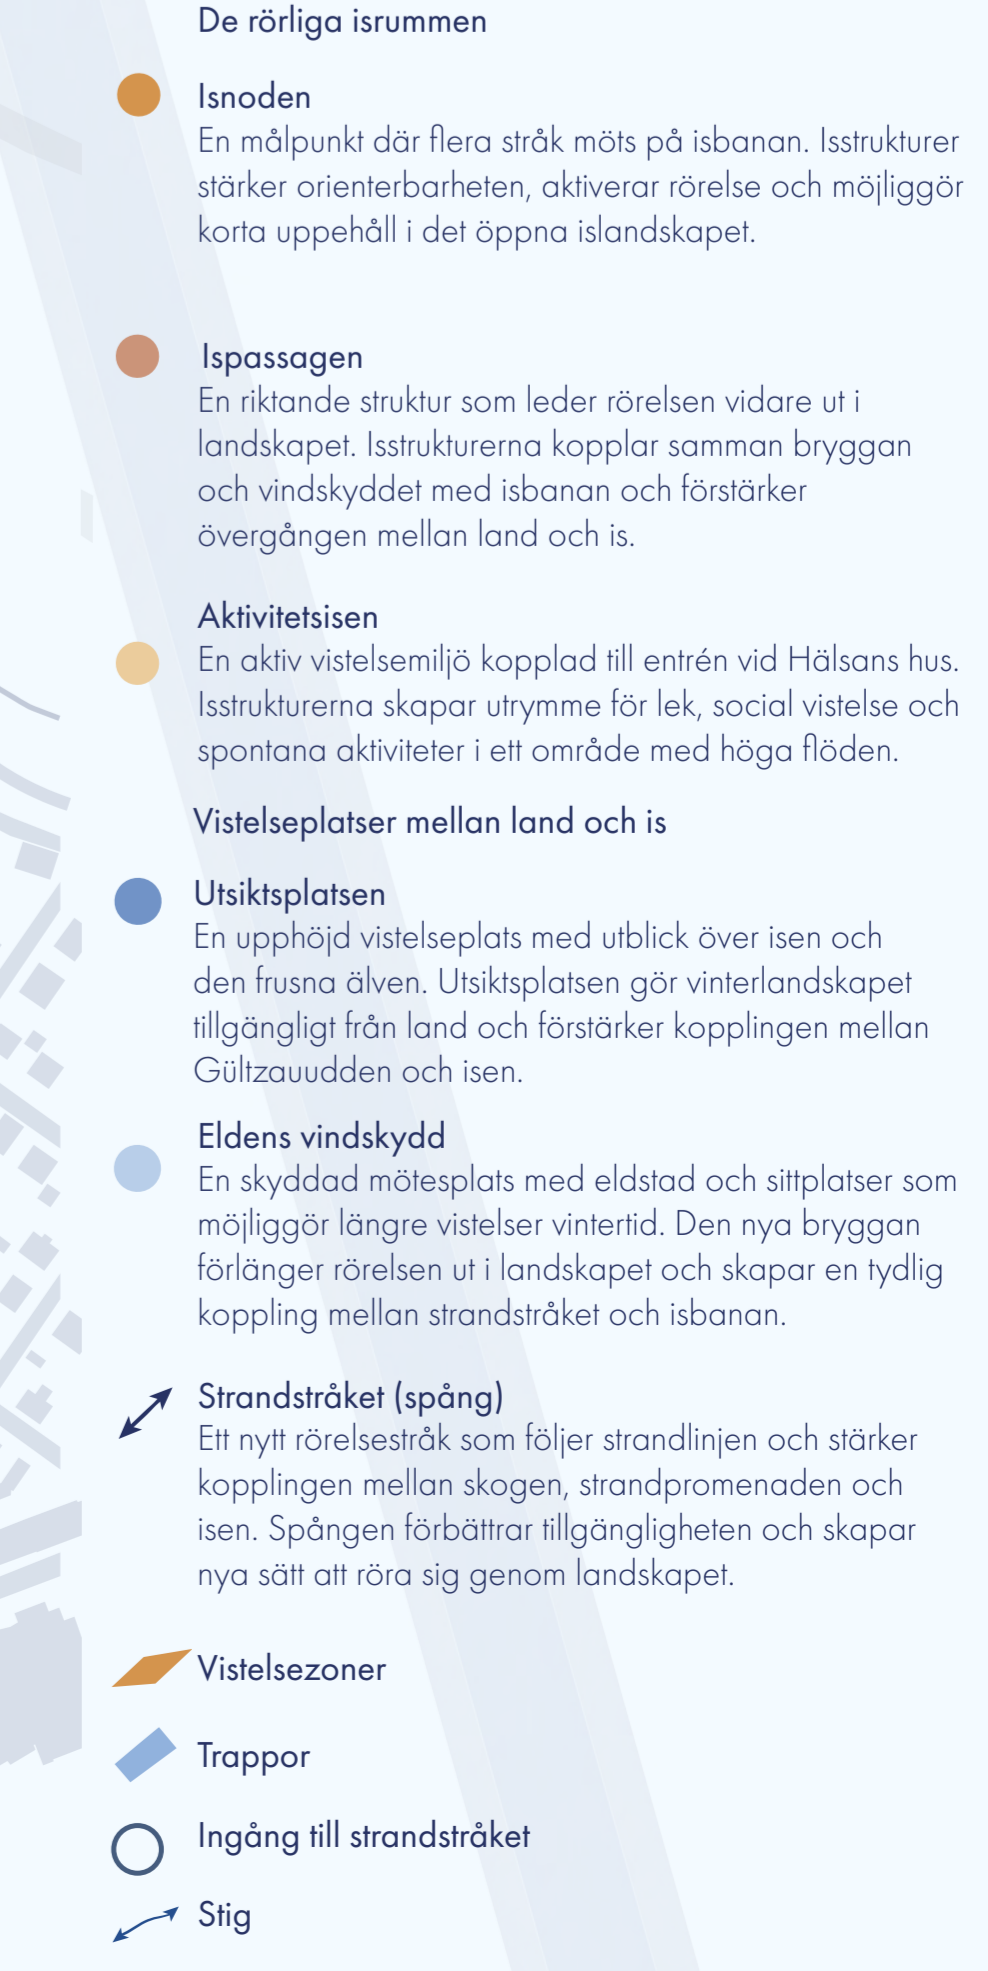 De rörliga isrummen
Isnoden
En målpunkt där flera stråk möts på isbanan. Isstrukturer
stärker orienterbarheten, aktiverar rörelse och möjliggör
korta uppehåll i det öppna islandskapet.
Ispassagen
En riktande struktur som leder rörelsen vidare ut i
landskapet. Isstrukturerna kopplar samman bryggan
och vindskyddet med isbanan och förstärker
övergången mellan land och is.
Aktivitetsisen
En aktiv vistelsemiljö kopplad till entrén vid Hälsans hus.
Isstrukturerna skapar utrymme för lek, social vistelse och
spontana aktiviteter i ett område med höga flöden.
Vistelseplatser mellan land och is
Utsiktsplatsen
En upphöjd vistelseplats med utblick över isen och
den frusna älven. Utsiktsplatsen gör vinterlandskapet
tillgängligt från land och förstärker kopplingen mellan
Gültzauudden och isen.
Eldens vindskydd
En skyddad mötesplats med eldstad och sittplatser som
möjliggör längre vistelser vintertid. Den nya bryggan
förlänger rörelsen ut i landskapet och skapar en tydlig
koppling mellan strandstråket och isbanan.
Strandstråket (spång)
Ett nytt rörelsestråk som följer strandlinjen och stärker
kopplingen mellan skogen, strandpromenaden och
isen. Spången förbättrar tillgängligheten och skapar
nya sätt att röra sig genom landskapet.
Vistelsezoner
Trappor
Ingång till strandstråket
Stig